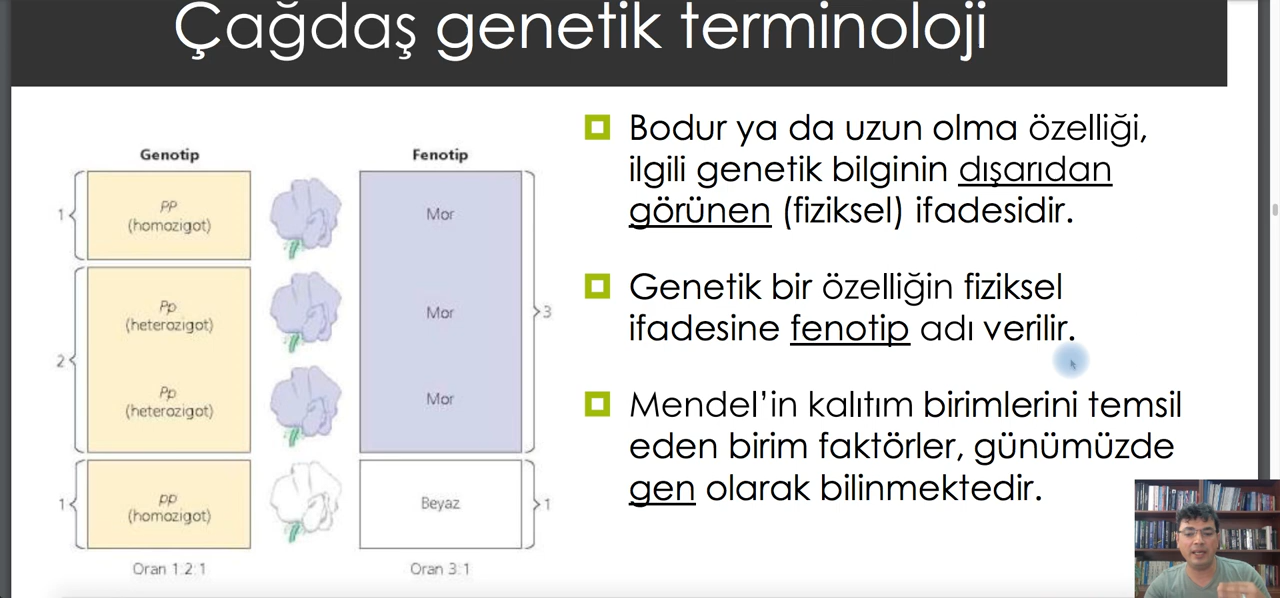 Çağdaş genetik terminoloji
Genotip
Fenotip
1
PP
(homozigot)
Mor
2
Pp
(heterozigot)
Mor
3
Pp
(heterozigot)
Mor
1
pp
(homozigot)
Beyaz
1
Oran 1:2:1
Oran 3:1
Bodur ya da uzun olma özelliği,
ilgili genetik bilginin dışarıdan
görünen (fiziksel) ifadesidir.
Genetik bir özelliğin fiziksel
ifadesine fenotip adı verilir.
Mendel'in kalıtım birimlerini temsil
eden birim faktörler, günümüzde
gen olarak bilinmektedir.